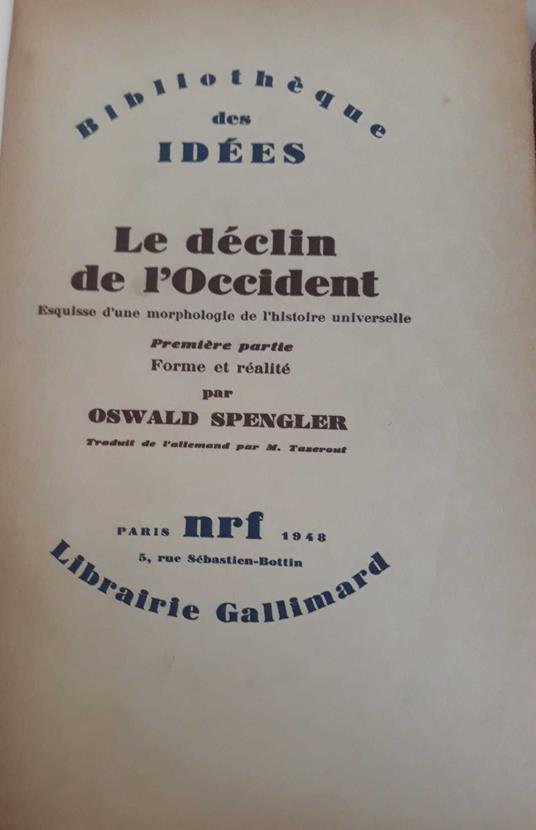 Bibliothèque
des
IDÉES
Le déclin
de l'Occident
Esquisse d'une morphologie de l'histoire universelle
Première partie
Forme et réalité
par
OSWALD SPENGLER
Traduit de l'allemand par M. Tazerout
PARIS nrf 1948
5, rue Sébastien-Bottin
Librairie Gallimard